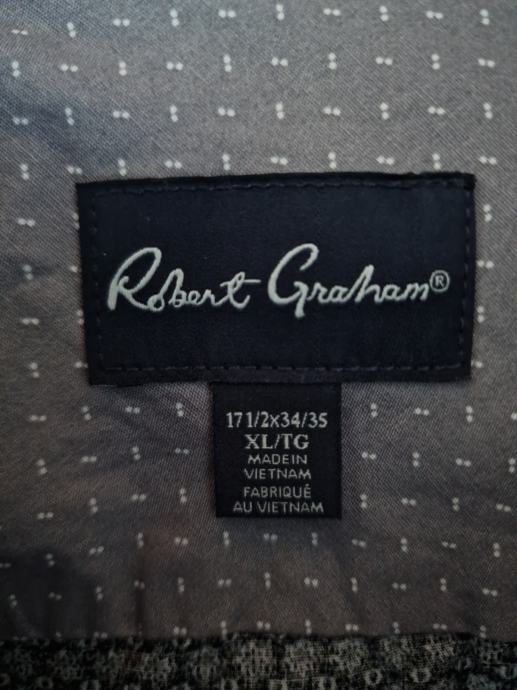 Robert Graham®
17 1/2x34/35
XL/TG
MADE IN
VIETNAM
FABRIQUÉ
AU VIETNAM